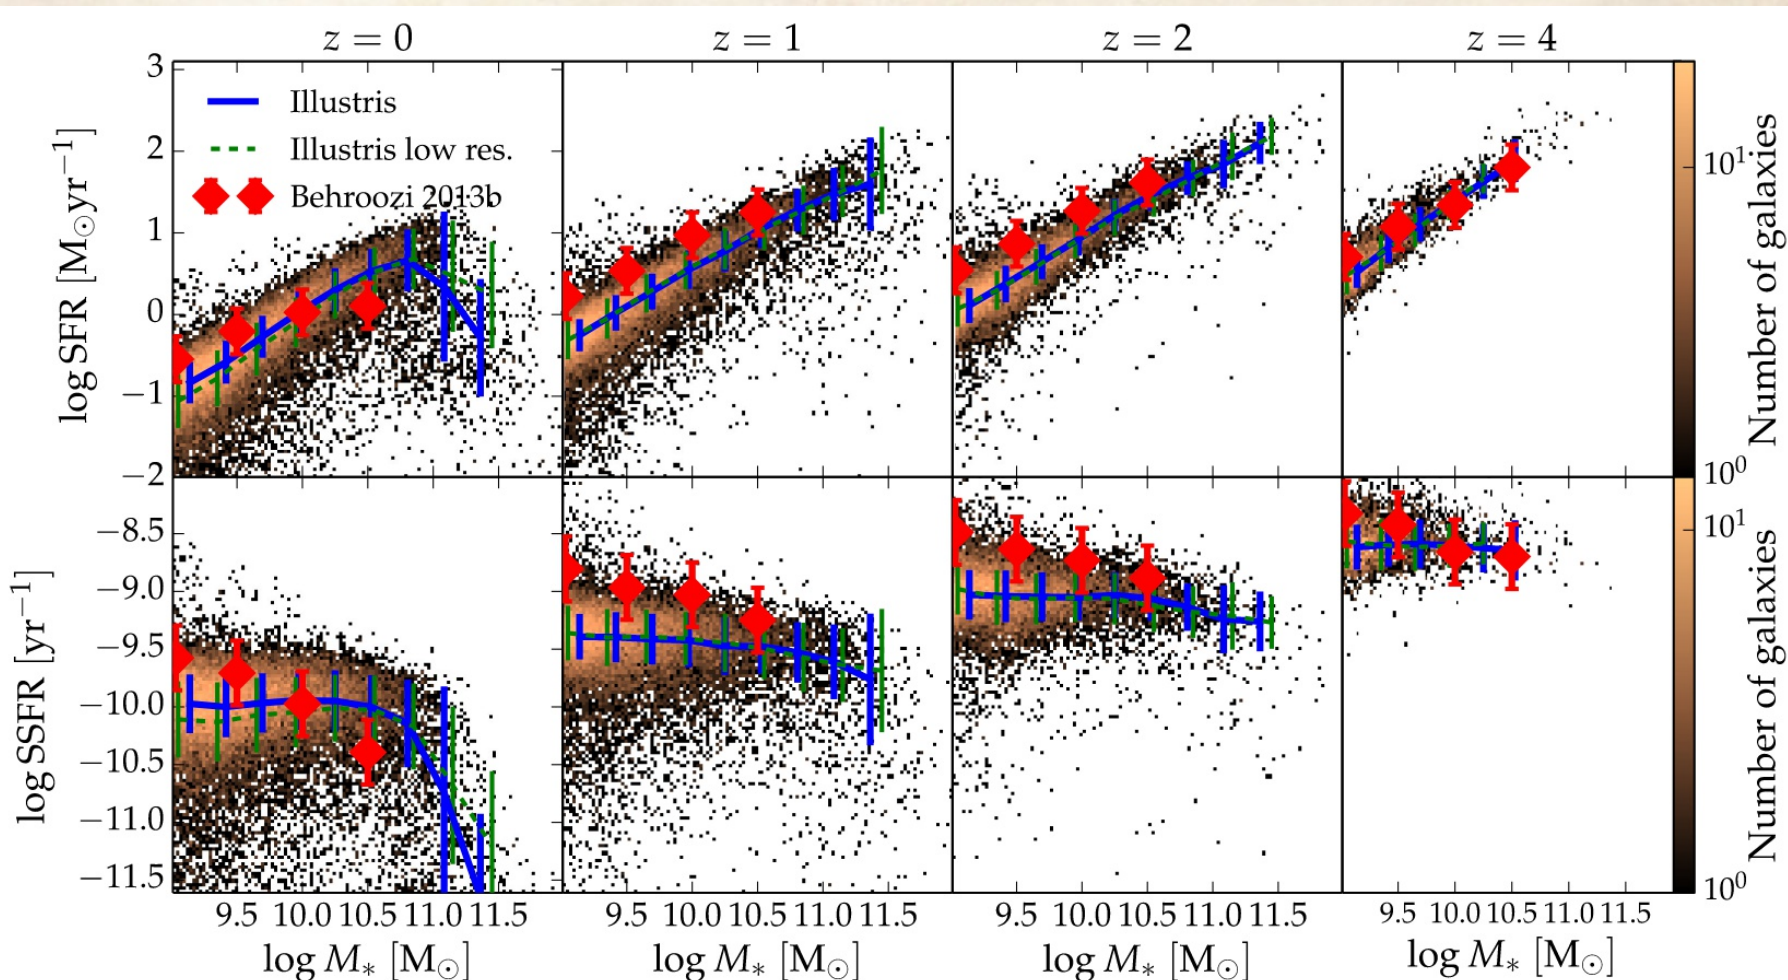 z = 0 z = 1 z = 2 z = 4
log SFR [M⊙yr⁻¹]
3
2
1
0
−1
−2
Illustris
Illustris low res.
Behroozi 2013b
10¹
10⁰
Number of galaxies
log SSFR [yr⁻¹]
−8.5
−9.0
−9.5
−10.0
−10.5
−11.0
−11.5
10¹
10⁰
Number of galaxies
9.5 10.0 10.5 11.0 11.5 9.5 10.0 10.5 11.0 11.5 9.5 10.0 10.5 11.0 11.5 9.5 10.0 10.5 11.0 11.5
log M∗ [M⊙] log M∗ [M⊙] log M∗ [M⊙] log M∗ [M⊙]